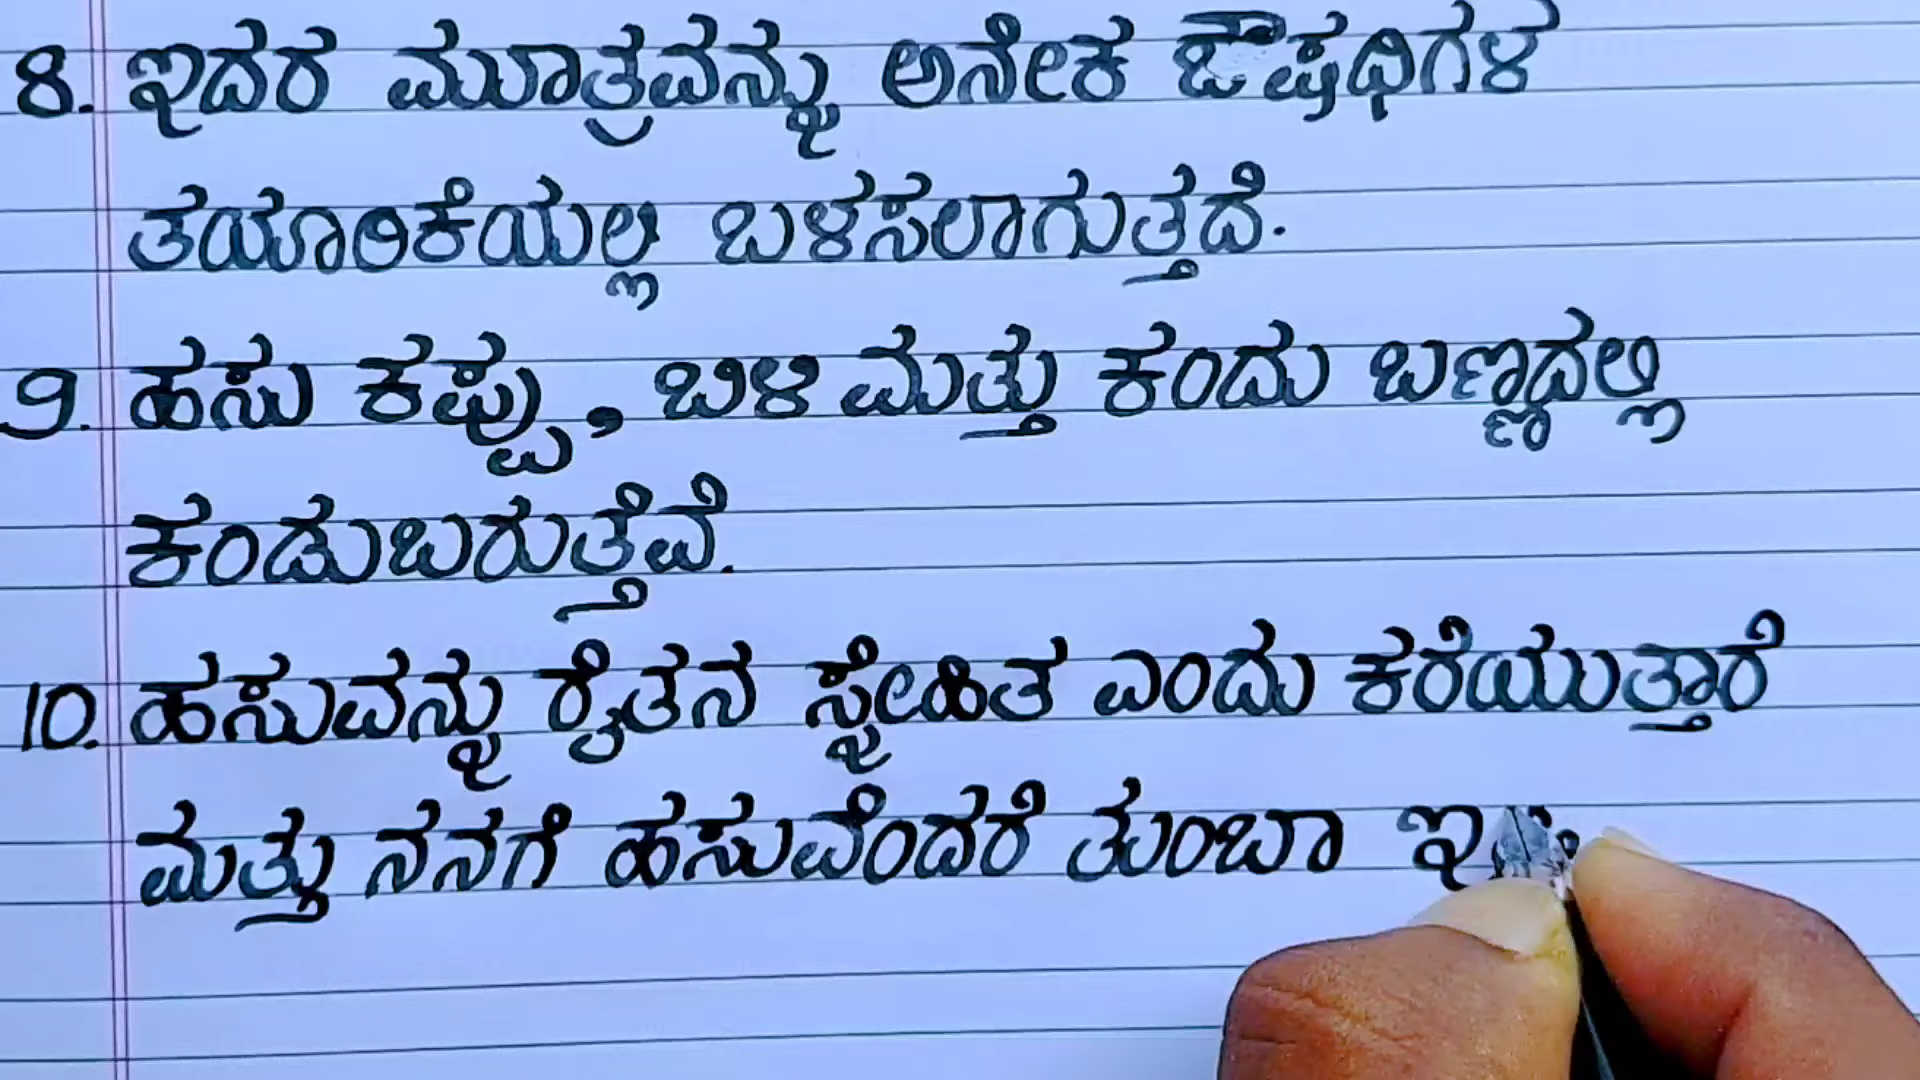 8. ಇದರ ಮೂತ್ರವನ್ನು ಅನೇಕ ಔಷಧಿಗಳ
ತಯಾರಿಕೆಯಲ್ಲಿ ಬಳಸಲಾಗುತ್ತದೆ.
9. ಹಸು ಕಪ್ಪು, ಬಿಳಿ ಮತ್ತು ಕಂದು ಬಣ್ಣದಲ್ಲಿ
ಕಂಡುಬರುತ್ತೆವೆ.
10. ಹಸುವನ್ನು ರೈತನ ಸ್ನೇಹಿತ ಎಂದು ಕರೆಯುತ್ತಾರೆ
ಮತ್ತು ನನಗೆ ಹಸುವೆಂದರೆ ತುಂಬಾ